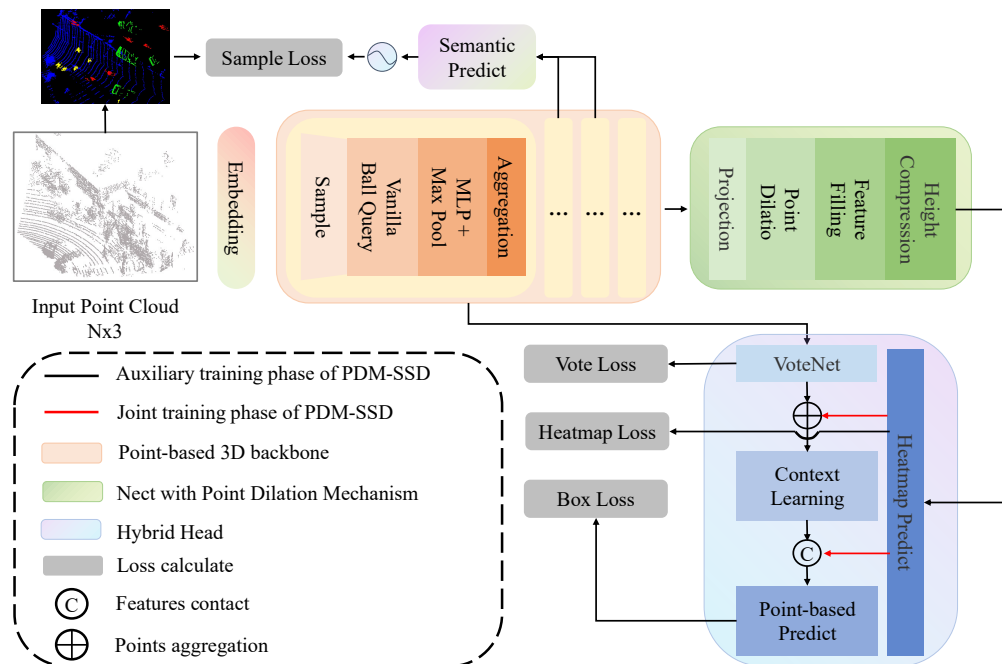 Sample Loss
Semantic
Predict
Input Point Cloud
Nx3
Embedding
Sample
Vanilla
Ball Query
MLP +
Max Pool
Aggregation
...
...
...
Projection
Point
Dilatio
Feature
Filling
Height
Compression
Auxiliary training phase of PDM-SSD
Joint training phase of PDM-SSD
Point-based 3D backbone
Nect with Point Dilation Mechanism
Hybrid Head
Loss calculate
C
Features contact
Points aggregation
Vote Loss
Heatmap Loss
Box Loss
VoteNet
Context
Learning
C
Point-based
Predict
Heatmap Predict